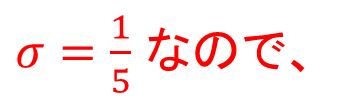 σ = 1/5 なので、